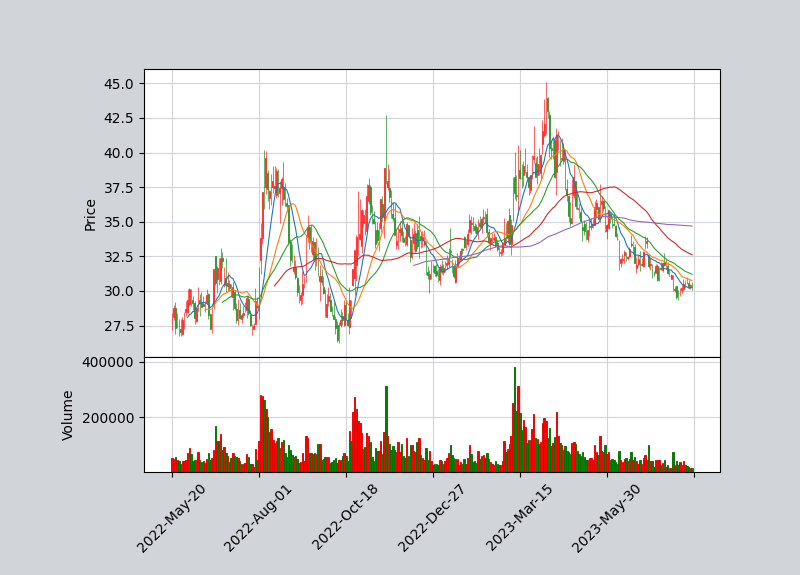 45.0
42.5
40.0
37.5
35.0
32.5
30.0
27.5
Price
400000
200000
Volume
2022-May-20
2022-Aug-01
2022-Oct-18
2022-Dec-27
2023-Mar-15
2023-May-30